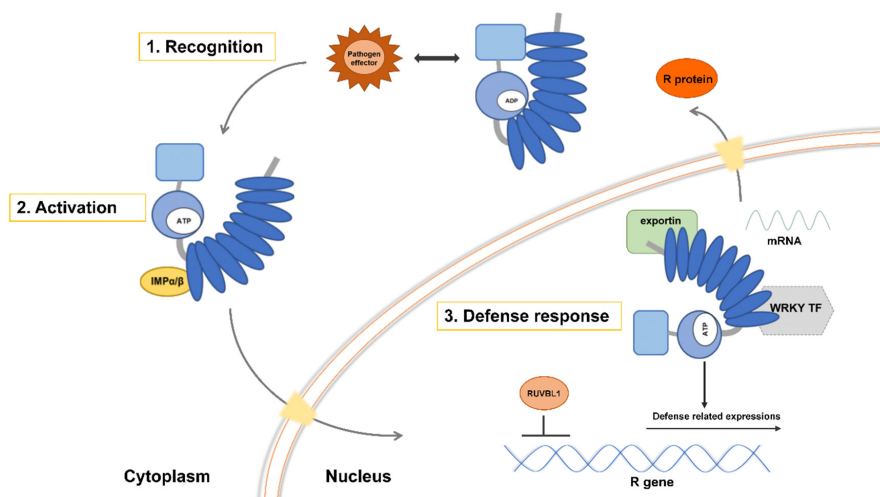 1. Recognition
Pathogen
effector
ADP
R protein
2. Activation
ATP
IMPα/β
exportin
mRNA
WRKY TF
3. Defense response
ATP
RUVBL1
Defense related expressions
R gene
Cytoplasm
Nucleus